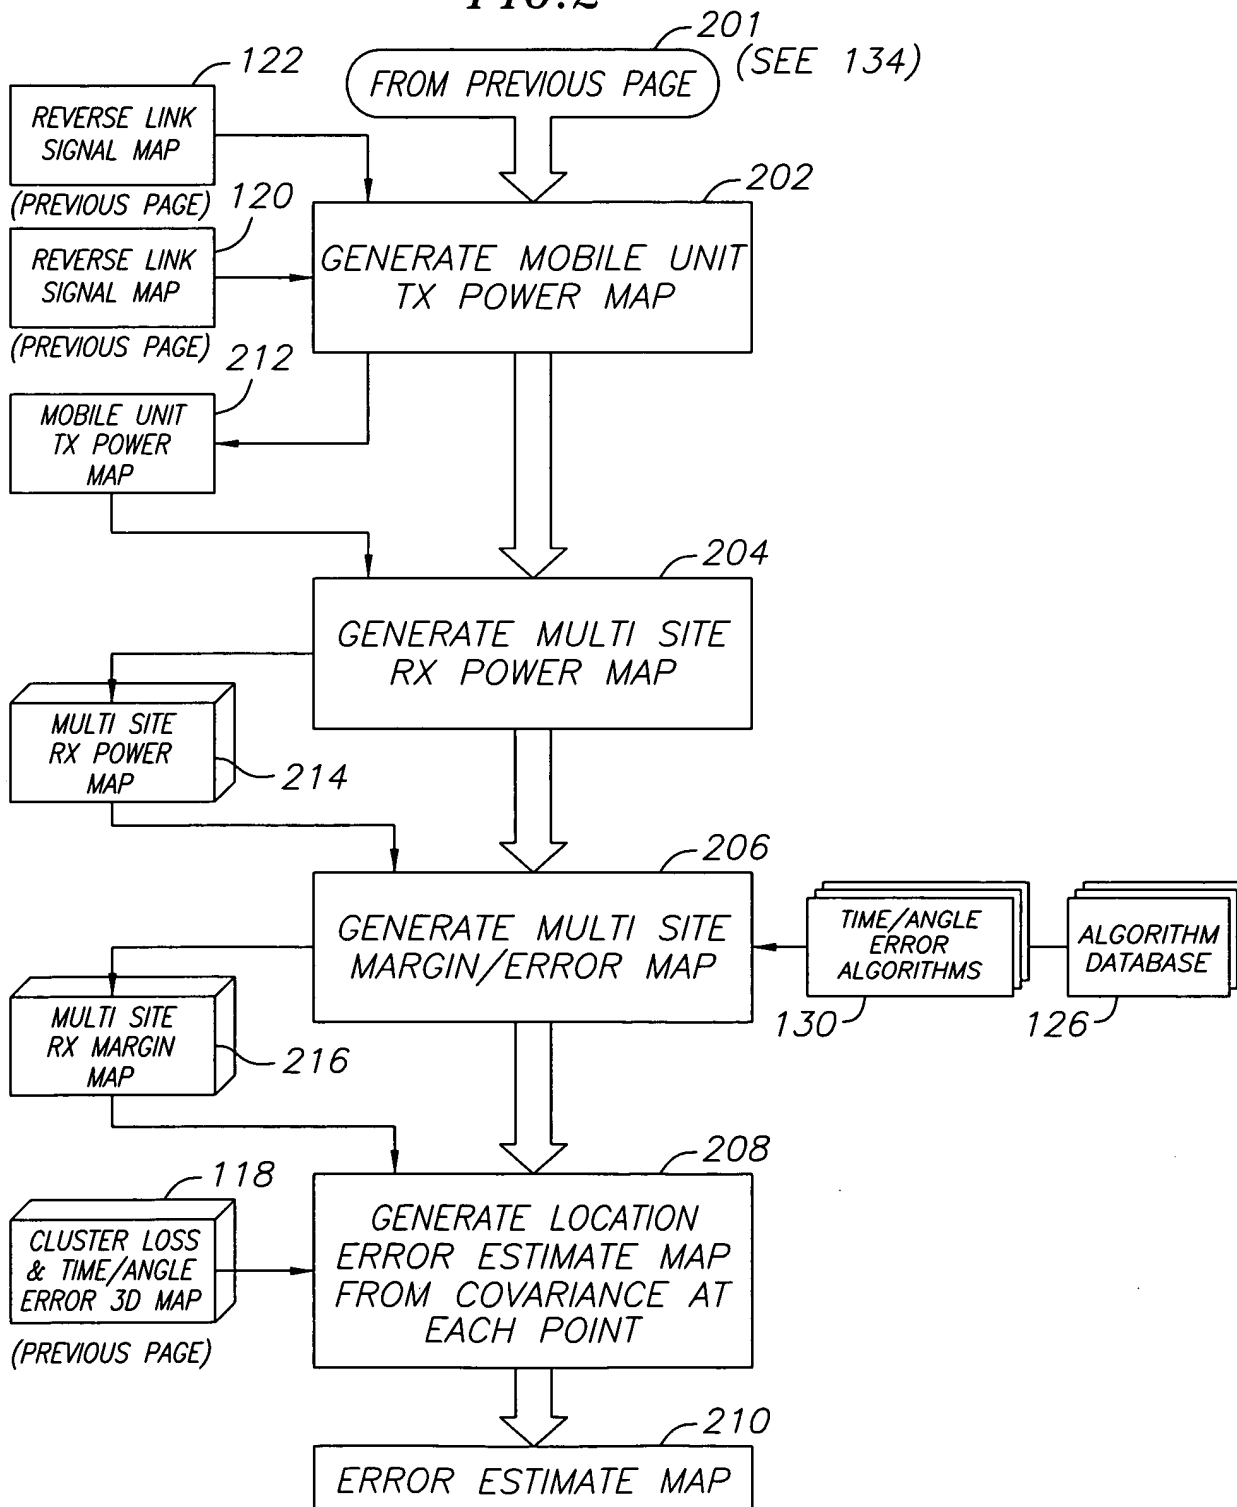 FIG.2
201
(SEE 134)
FROM PREVIOUS PAGE
122
REVERSE LINK
SIGNAL MAP
(PREVIOUS PAGE)
120
REVERSE LINK
SIGNAL MAP
(PREVIOUS PAGE)
202
GENERATE MOBILE UNIT
TX POWER MAP
212
MOBILE UNIT
TX POWER
MAP
204
GENERATE MULTI SITE
RX POWER MAP
MULTI SITE
RX POWER
MAP
214
206
GENERATE MULTI SITE
MARGIN/ERROR MAP
TIME/ANGLE
ERROR
ALGORITHMS
130
ALGORITHM
DATABASE
126
MULTI SITE
RX MARGIN
MAP
216
208
GENERATE LOCATION
ERROR ESTIMATE MAP
FROM COVARIANCE AT
EACH POINT
118
CLUSTER LOSS
& TIME/ANGLE
ERROR 3D MAP
(PREVIOUS PAGE)
210
ERROR ESTIMATE MAP